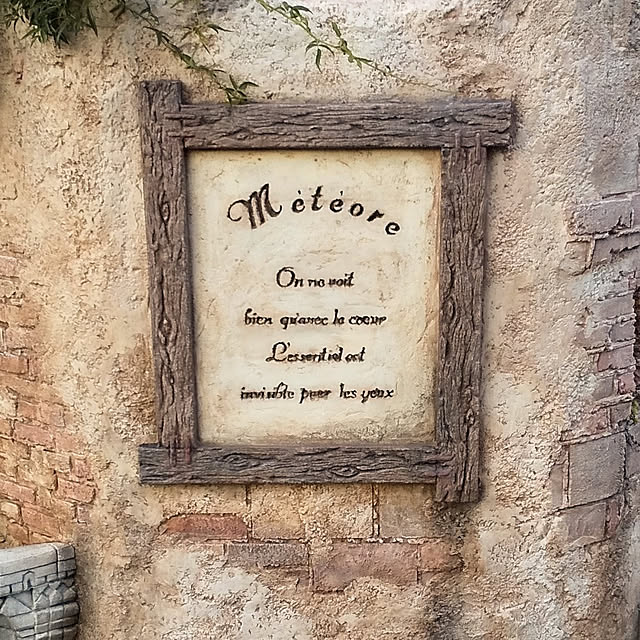 Météore
On ne voit
bien qu'avec le coeur
L'essentiel est
invisible pour les yeux